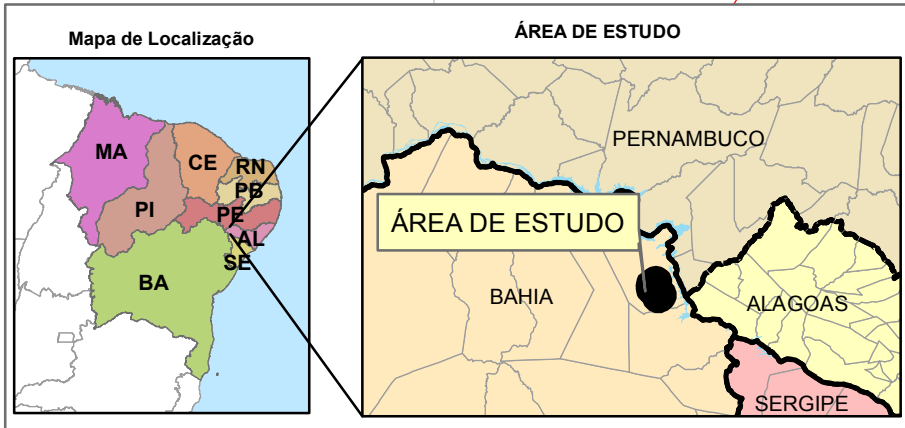 Mapa de Localização
ÁREA DE ESTUDO
MA
CE
RN
PB
PI
PE
AL
SE
BA
PERNAMBUCO
ÁREA DE ESTUDO
BAHIA
ALAGOAS
SERGIPE